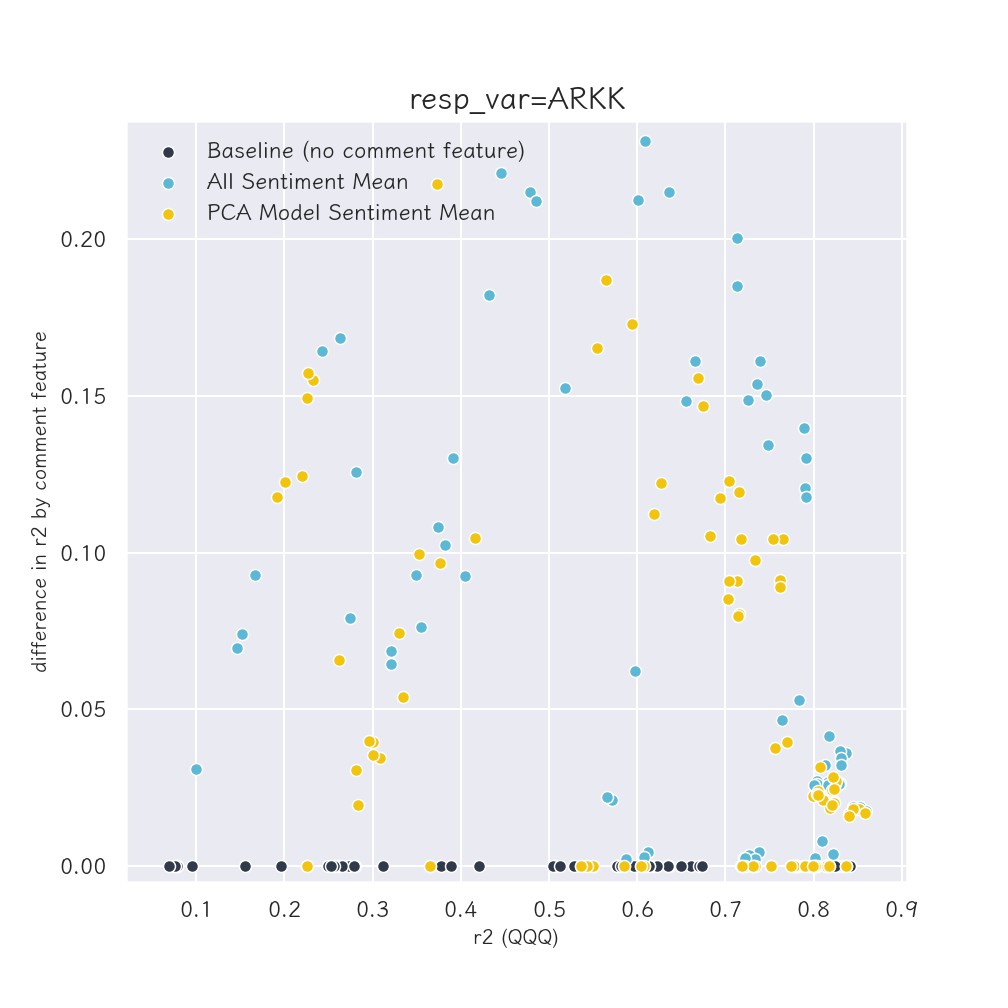 resp_var=ARKK
Baseline (no comment feature)
All Sentiment Mean
PCA Model Sentiment Mean
difference in r2 by comment feature
0.20
0.15
0.10
0.05
0.00
0.1 0.2 0.3 0.4 0.5 0.6 0.7 0.8 0.9
r2 (QQQ)